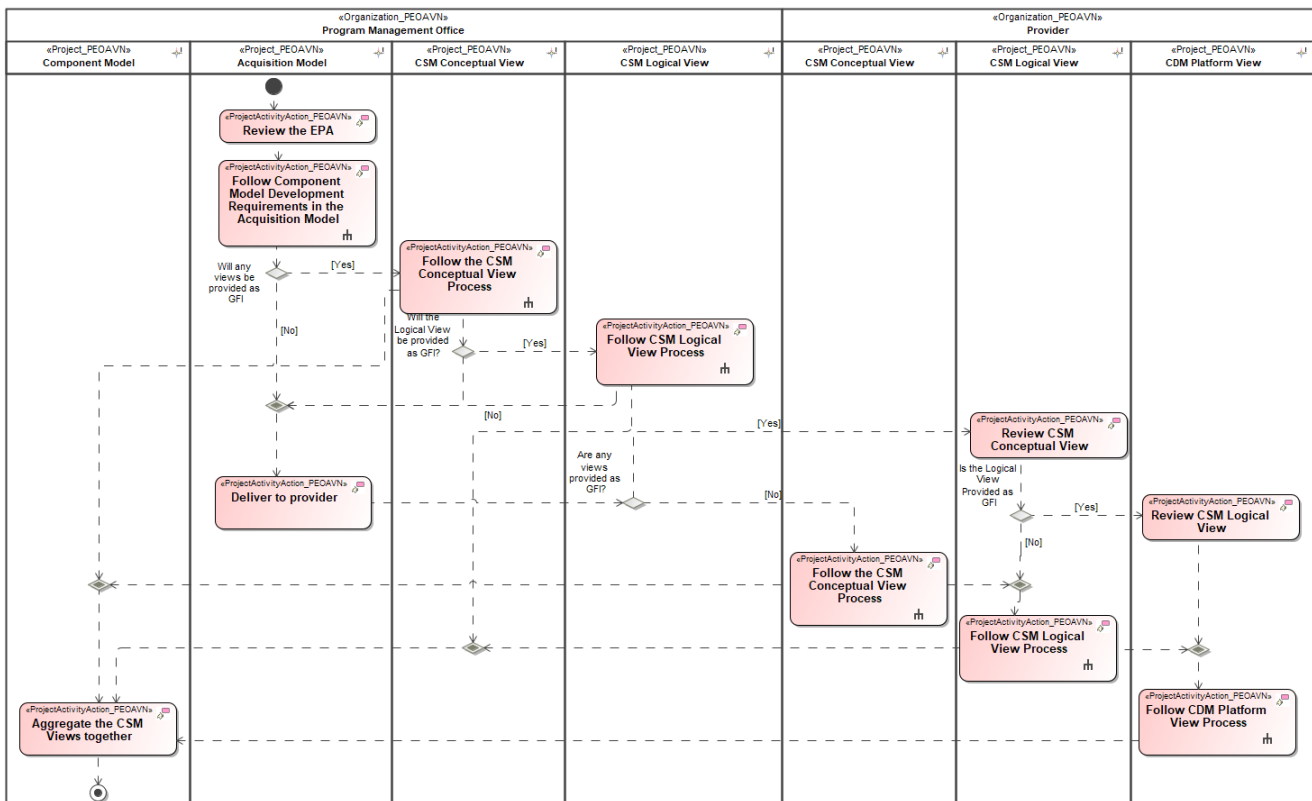 «Organization_PEOAVN»
Program Management Office
«Organization_PEOAVN»
Provider
«Project_PEOAVN»
Component Model
«Project_PEOAVN»
Acquisition Model
«Project_PEOAVN»
CSM Conceptual View
«Project_PEOAVN»
CSM Logical View
«Project_PEOAVN»
CSM Conceptual View
«Project_PEOAVN»
CSM Logical View
«Project_PEOAVN»
CDM Platform View
«ProjectActivityAction_PEOAVN»
Review the EPA
«ProjectActivityAction_PEOAVN»
Follow Component
Model Development
Requirements in the
Acquisition Model
Will any
views be
provided as
GFI
[Yes]
[No]
«ProjectActivityAction_PEOAVN»
Follow the CSM
Conceptual View
Process
Will the
Logical View
be provided
as GFI?
[Yes]
[No]
«ProjectActivityAction_PEOAVN»
Follow CSM Logical
View Process
«ProjectActivityAction_PEOAVN»
Deliver to provider
Are any
views
provided as
GFI?
[Yes]
[No]
«ProjectActivityAction_PEOAVN»
Review CSM
Conceptual View
Is the Logical
View
Provided as
GFI
[Yes]
[No]
«ProjectActivityAction_PEOAVN»
Review CSM Logical
View
«ProjectActivityAction_PEOAVN»
Follow the CSM
Conceptual View
Process
«ProjectActivityAction_PEOAVN»
Follow CSM Logical
View Process
«ProjectActivityAction_PEOAVN»
Follow CDM Platform
View Process
«ProjectActivityAction_PEOAVN»
Aggregate the CSM
Views together